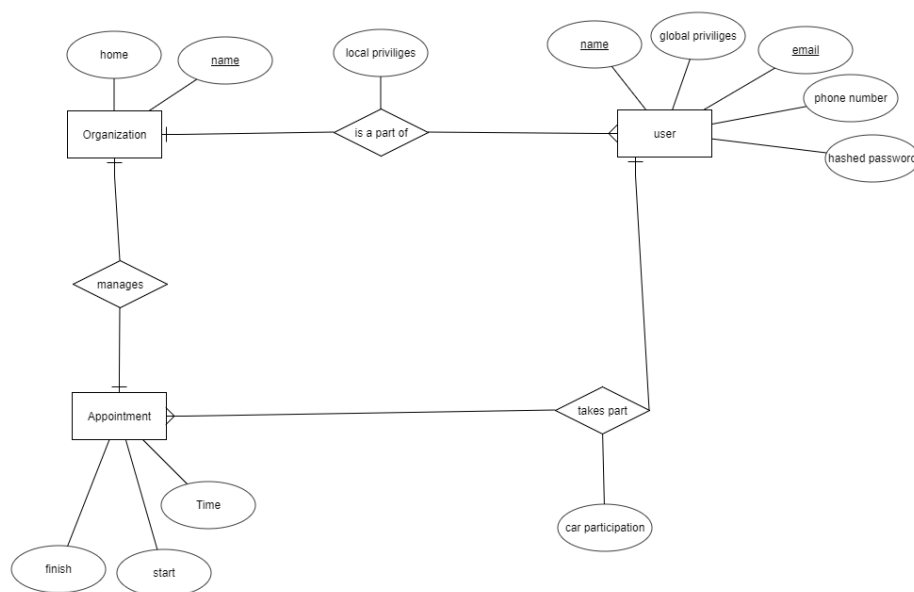 home
name
local priviliges
name
global priviliges
email
phone number
hashed password
Organization
is a part of
user
manages
Appointment
takes part
Time
car participation
finish
start